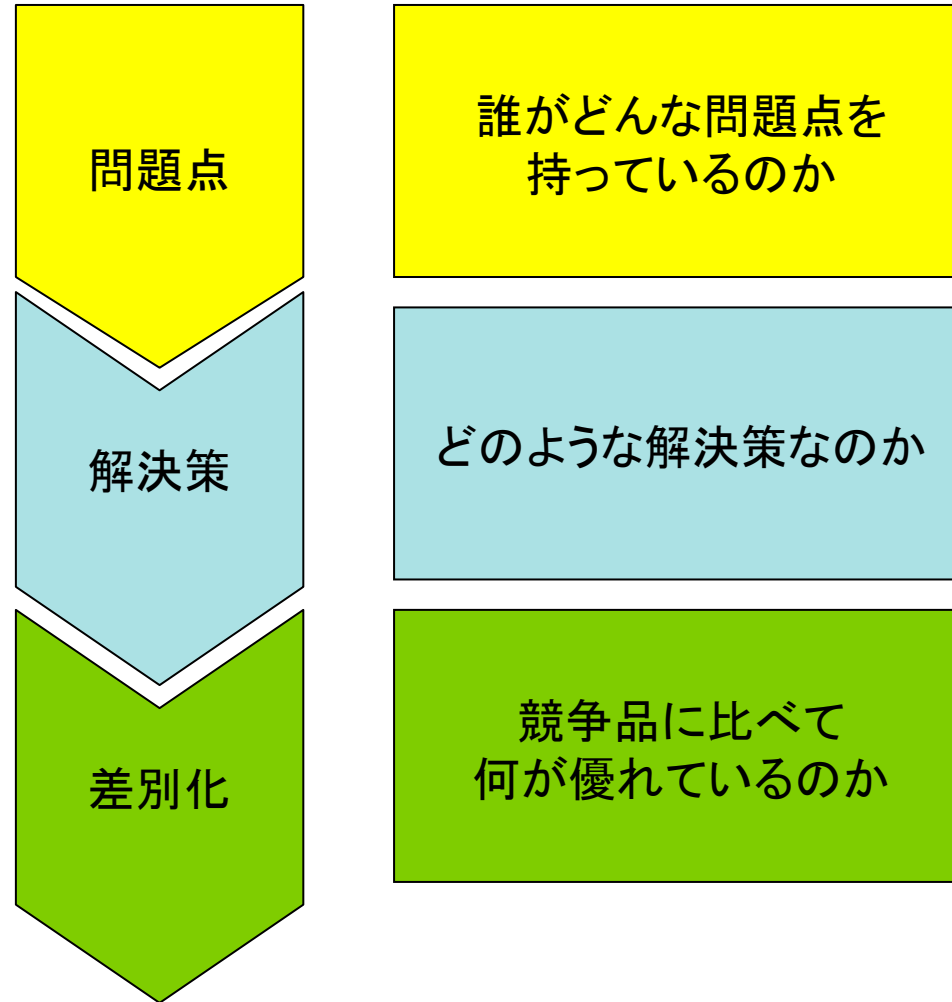 問題点
誰がどんな問題点を
持っているのか
解決策
どのような解決策なのか
差別化
競争品に比べて
何が優れているのか